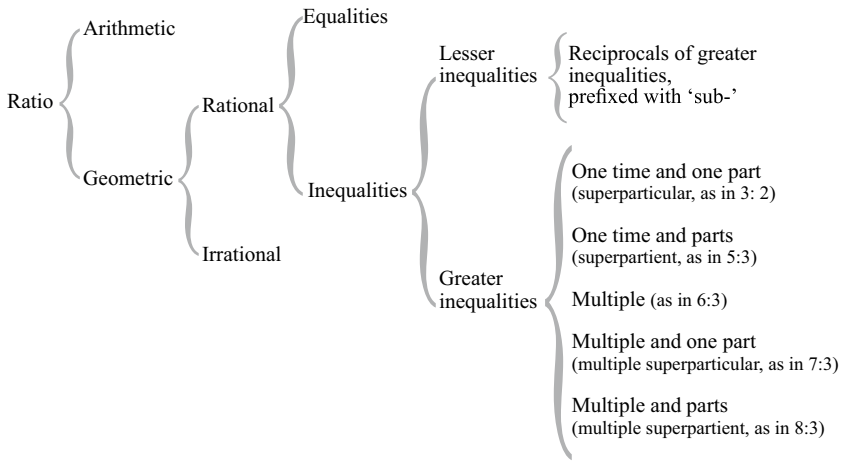 Ratio
Arithmetic
Geometric
Rational
Irrational
Equalities
Inequalities
Lesser
inequalities
Reciprocals of greater
inequalities,
prefixed with ‘sub-’
Greater
inequalities
One time and one part
(superparticular, as in 3: 2)
One time and parts
(superpartient, as in 5:3)
Multiple (as in 6:3)
Multiple and one part
(multiple superparticular, as in 7:3)
Multiple and parts
(multiple superpartient, as in 8:3)